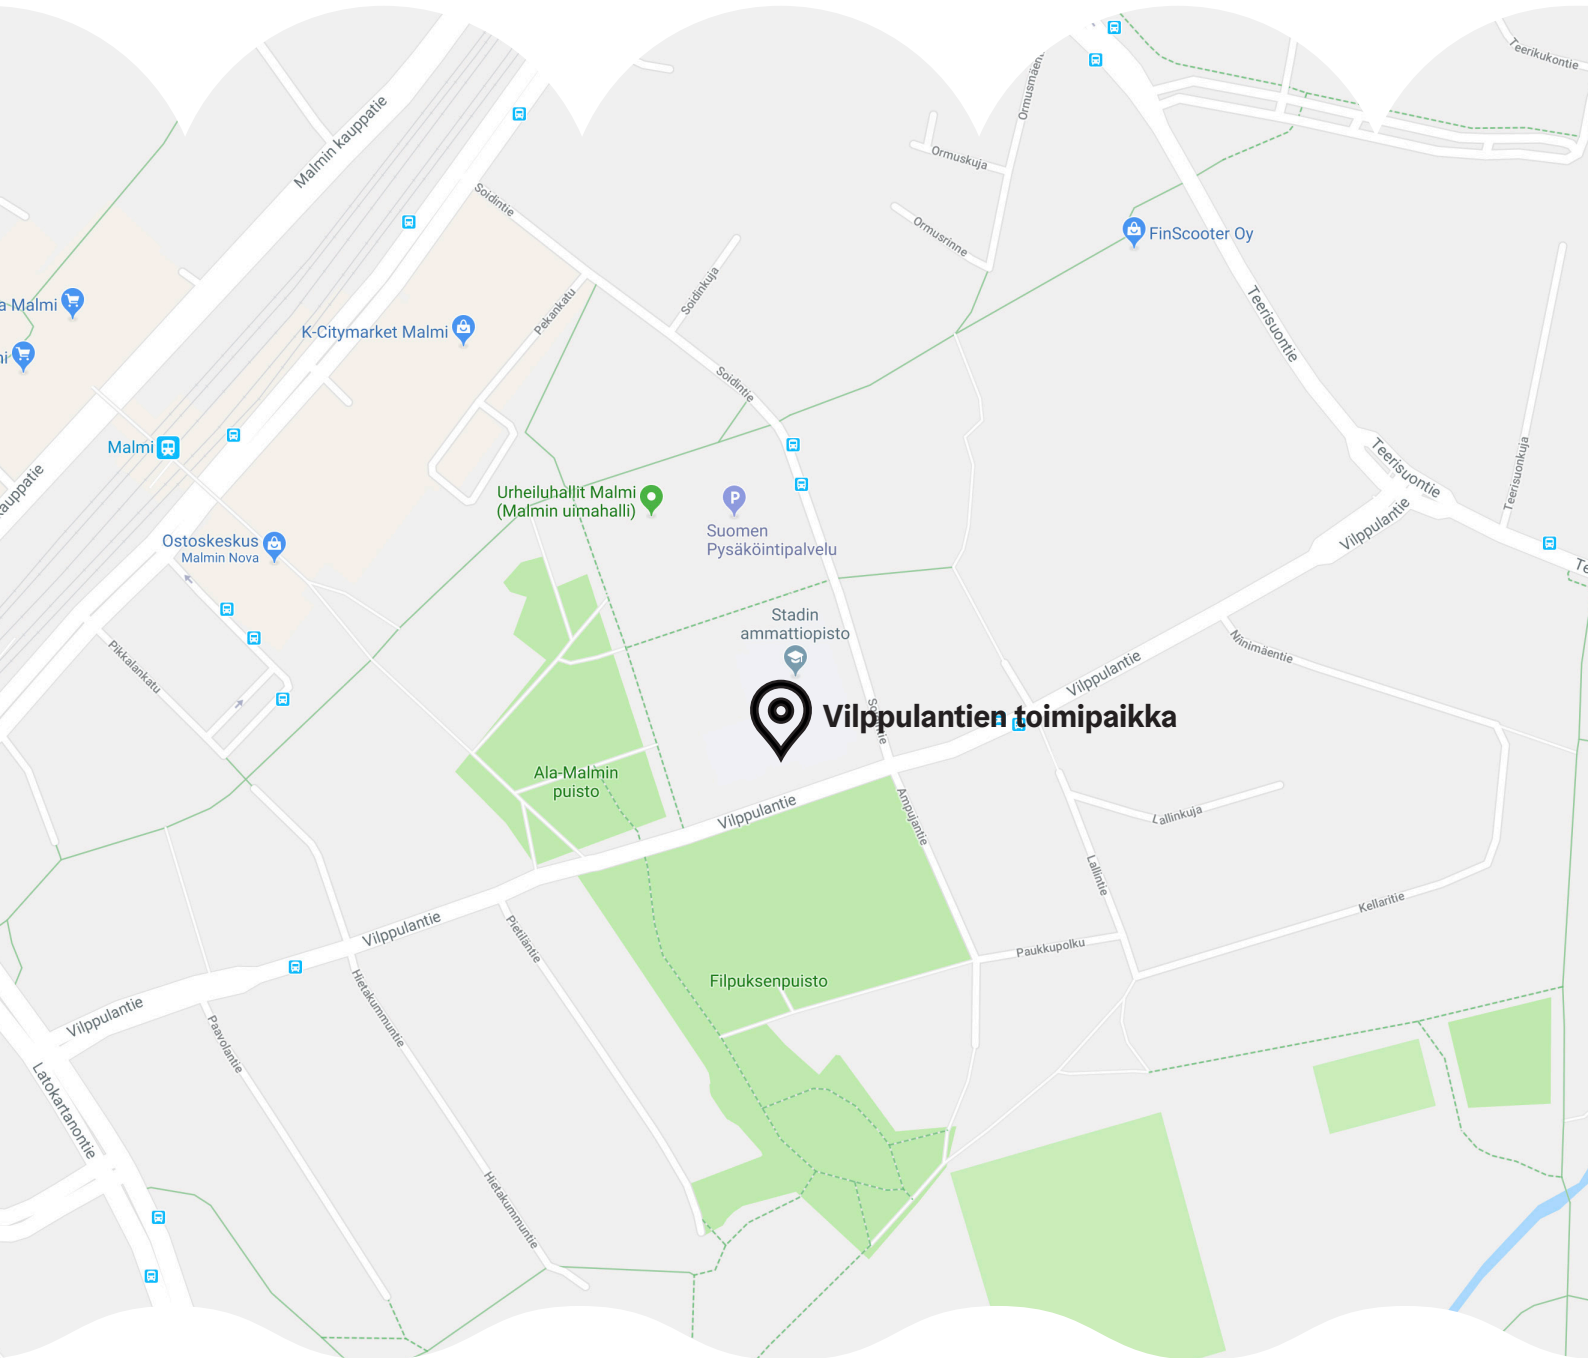 Teerikukontie
Malmin kauppatie
Ormuskuja
Soidintie
Ormusrinne
FinScooter Oy
Soidinkuja
Pekankatu
a Malmi
K-Citymarket Malmi
Teerisuontie
Soidintie
Malmi
Teerisuontie
Teerisuonkuja
Urheiluhallit Malmi
(Malmin uimahalli)
Suomen
Pysäköintipalvelu
Vilppulantie
Ostoskeskus
Malmin Nova
Stadin
ammattiopisto
Pikkalankatu
Ninimäentie
Vilppulantie
Vilppulantien toimipaikka
Ala-Malmin
puisto
Vilppulantie
Ampujantie
Lallinkuja
Lallintie
Kellaritie
Vilppulantie
Pietiläntie
Paukkupolku
Filpuksenpuisto
Vilppulantie
Hietakummuntie
Paavolantie
Latokartanontie
Hietakummuntie